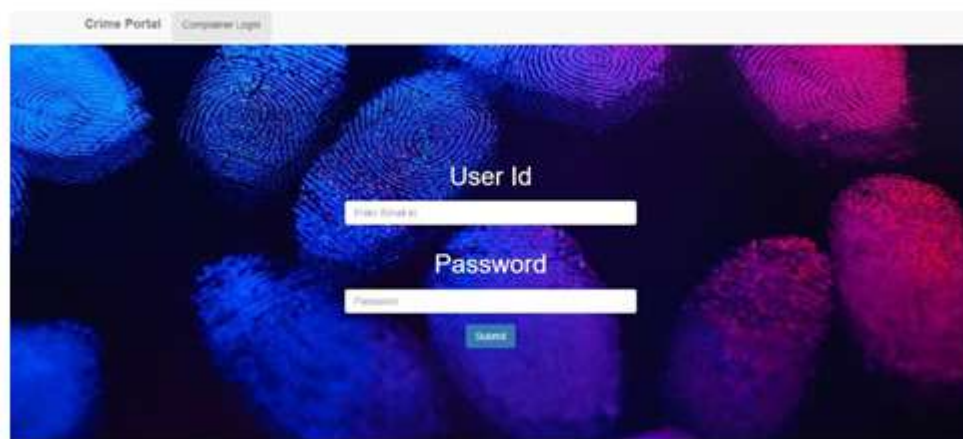 Crime Portal Complainer Login
User Id
Enter Email id
Password
Password
Submit